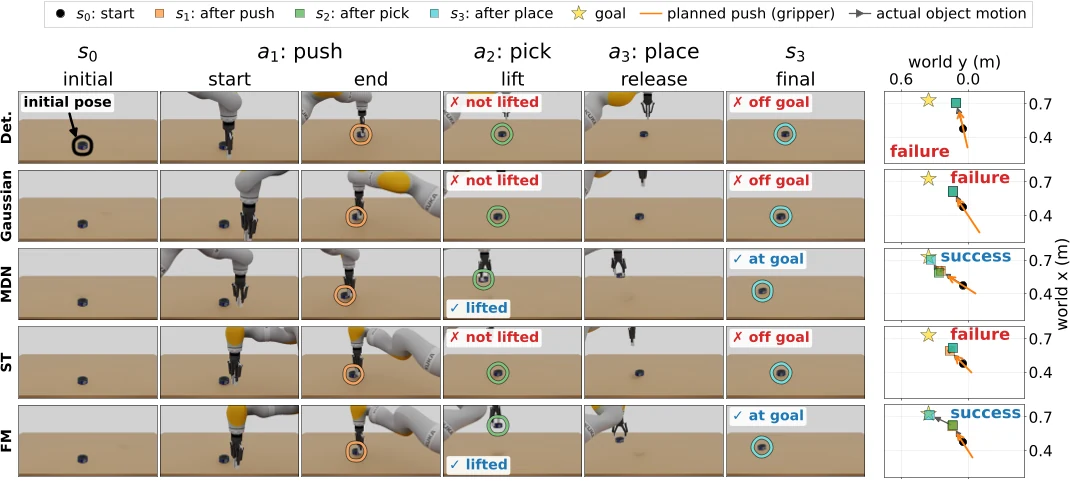 s₀: start s₁: after push s₂: after pick s₃: after place goal planned push (gripper) actual object motion
s₀ a₁: push a₂: pick a₃: place s₃
initial start end lift release final
world y (m)
0.6 0.0
Det.
initial pose
✗ not lifted
✗ off goal
failure
0.7
0.4
Gaussian
✗ not lifted
✗ off goal
failure
0.7
0.4
MDN
✓ lifted
✓ at goal
success
0.7
0.4
world x (m)
ST
✗ not lifted
✗ off goal
failure
0.7
0.4
FM
✓ lifted
✓ at goal
success
0.7
0.4